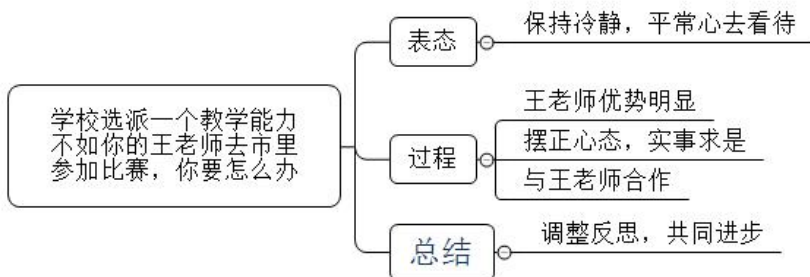 学校选派一个教学能力
不如你的王老师去市里
参加比赛，你要怎么办
表态
保持冷静，平常心去看待
过程
王老师优势明显
摆正心态，实事求是
与王老师合作
总结
调整反思，共同进步